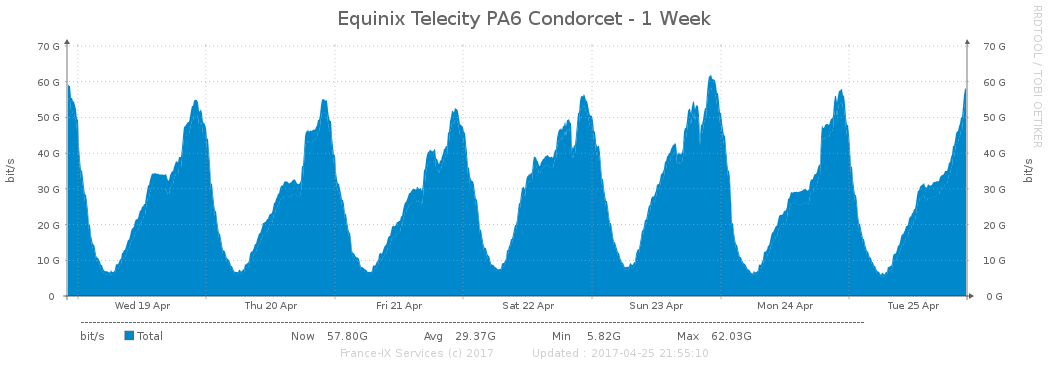 Equinix Telecity PA6 Condorcet - 1 Week
RRDTOOL / TOBI OETIKER
70 G 70 G
60 G 60 G
50 G 50 G
40 G 40 G
30 G 30 G
20 G 20 G
10 G 10 G
0 0 G
bit/s bit/s
Wed 19 Apr Thu 20 Apr Fri 21 Apr Sat 22 Apr Sun 23 Apr Mon 24 Apr Tue 25 Apr
bit/s Total Now 57.80G Avg 29.37G Min 5.82G Max 62.03G
France-IX Services (c) 2017 Updated : 2017-04-25 21:55:10